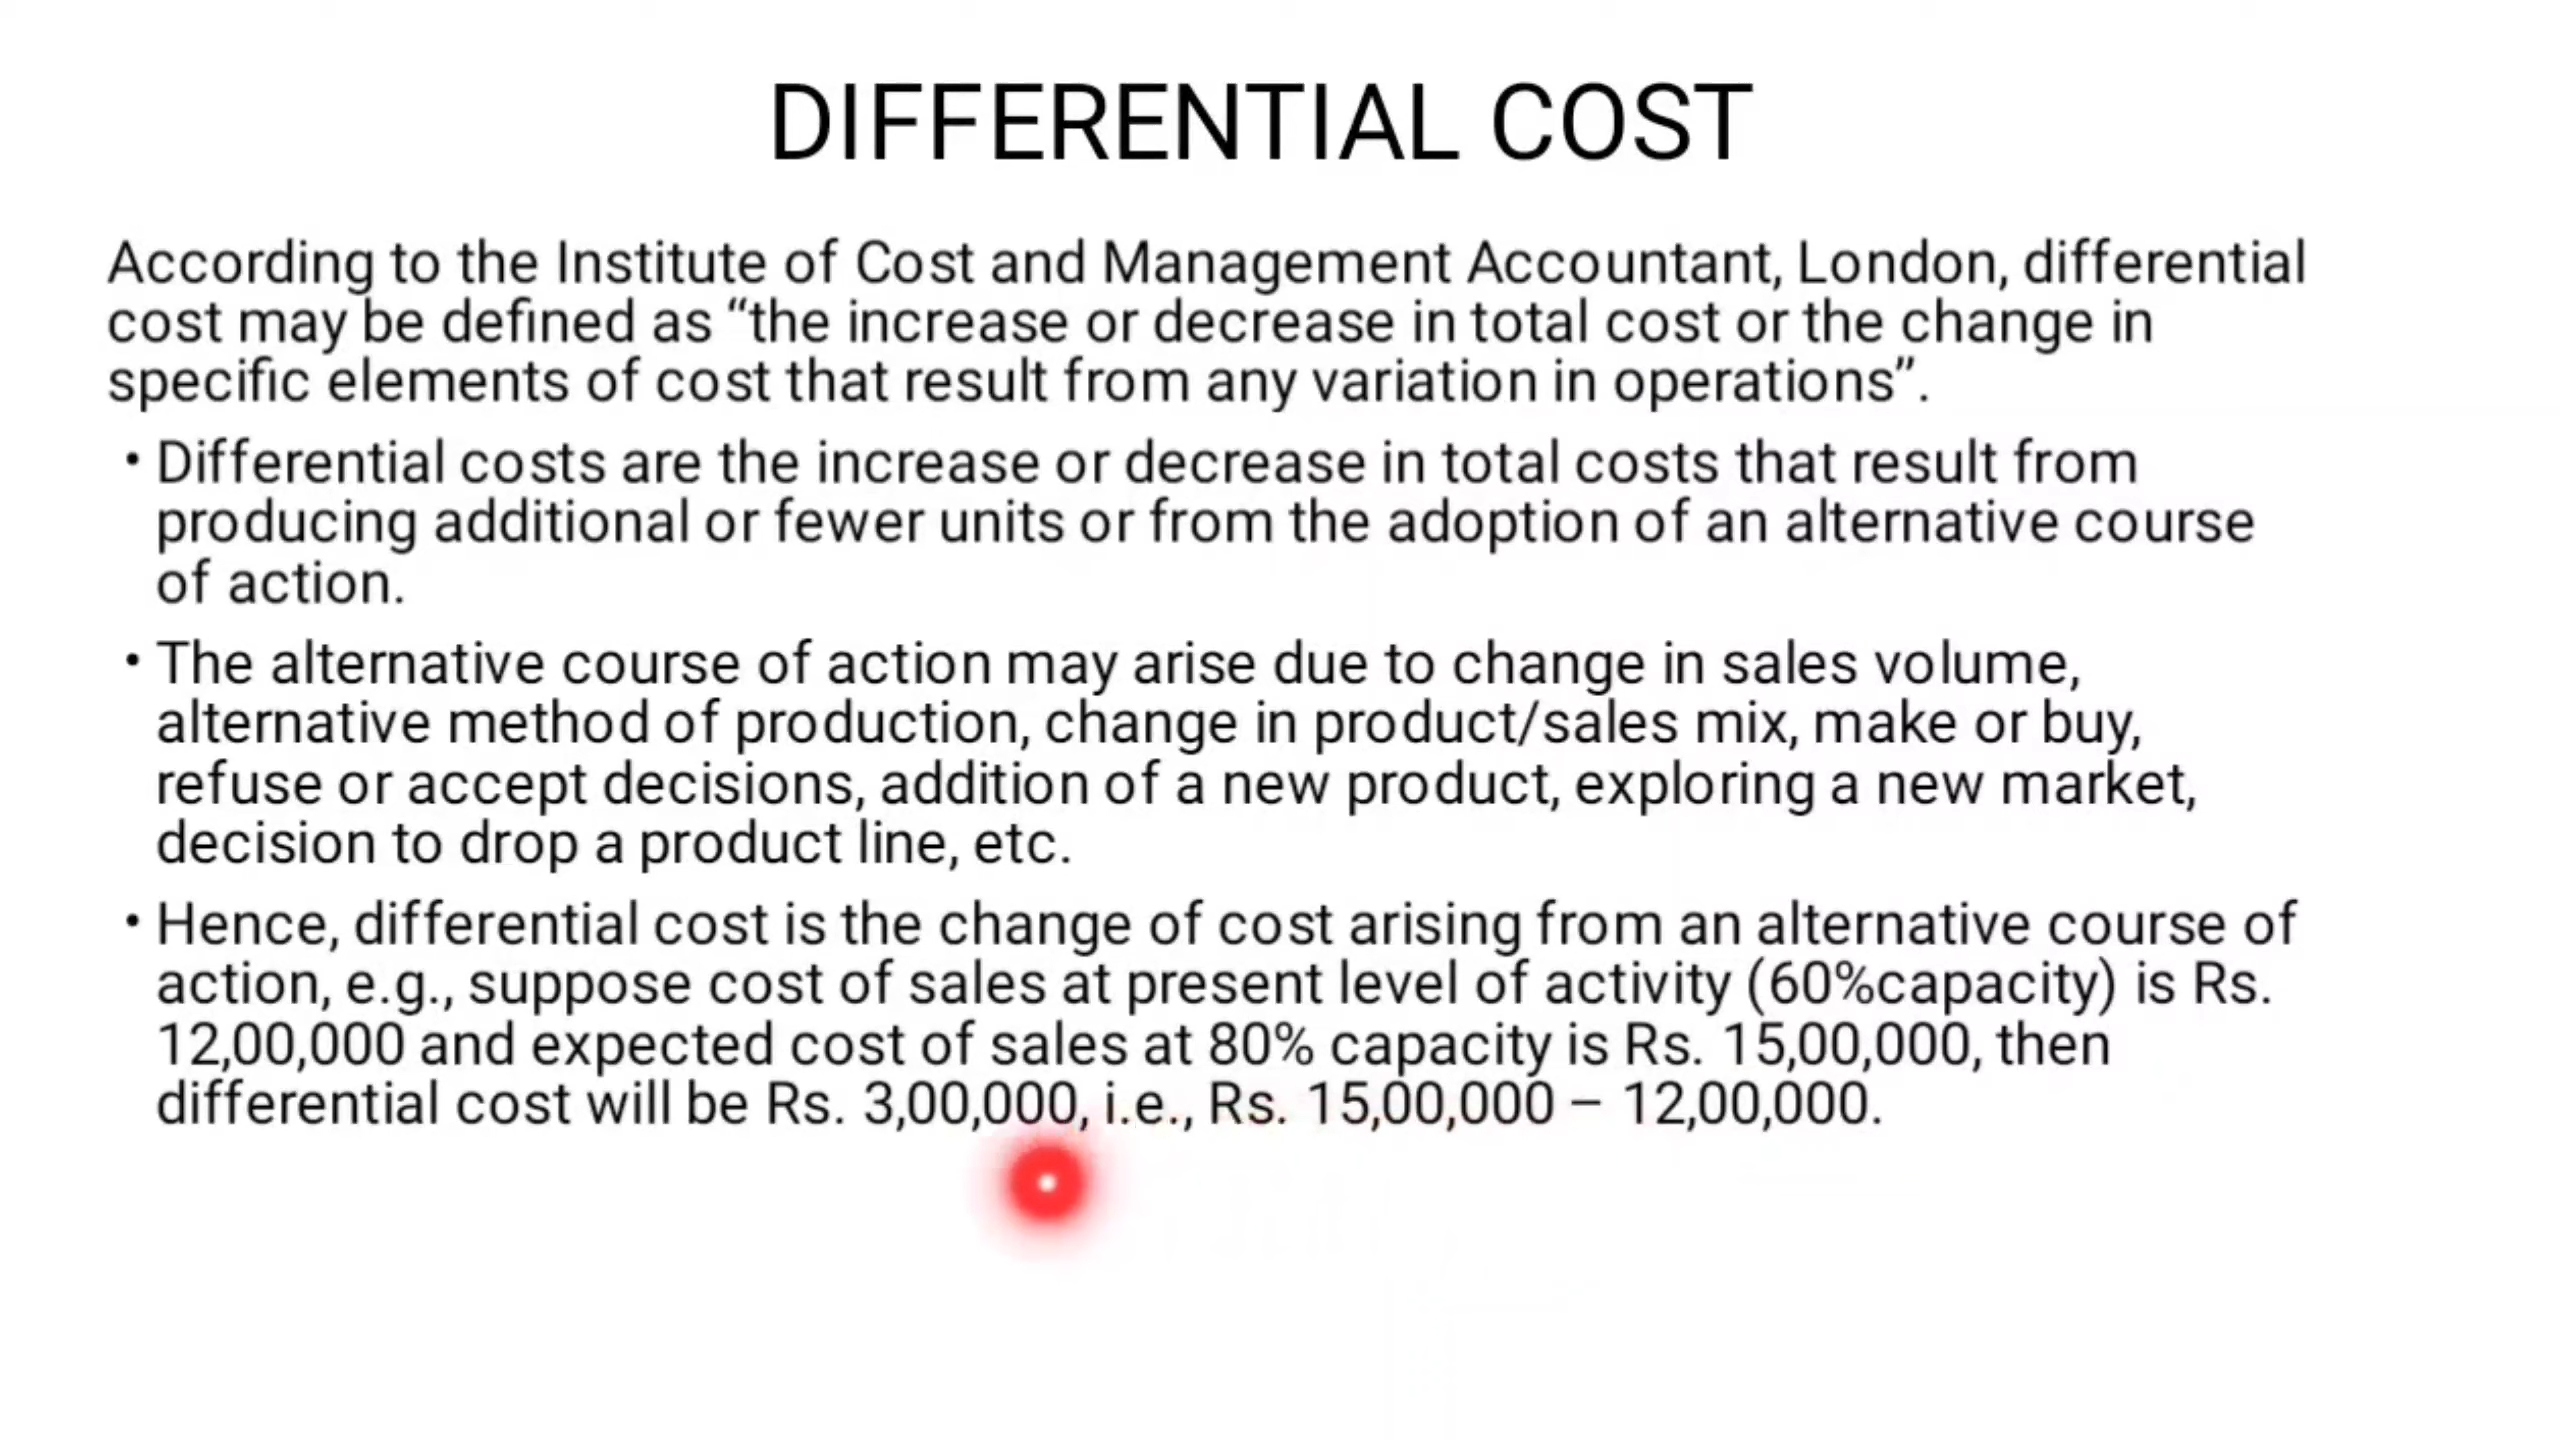 DIFFERENTIAL COST
According to the Institute of Cost and Management Accountant, London, differential
cost may be defined as “the increase or decrease in total cost or the change in
specific elements of cost that result from any variation in operations”.
• Differential costs are the increase or decrease in total costs that result from
producing additional or fewer units or from the adoption of an alternative course
of action.
• The alternative course of action may arise due to change in sales volume,
alternative method of production, change in product/sales mix, make or buy,
refuse or accept decisions, addition of a new product, exploring a new market,
decision to drop a product line, etc.
• Hence, differential cost is the change of cost arising from an alternative course of
action, e.g., suppose cost of sales at present level of activity (60%capacity) is Rs.
12,00,000 and expected cost of sales at 80% capacity is Rs. 15,00,000, then
differential cost will be Rs. 3,00,000, i.e., Rs. 15,00,000 – 12,00,000.